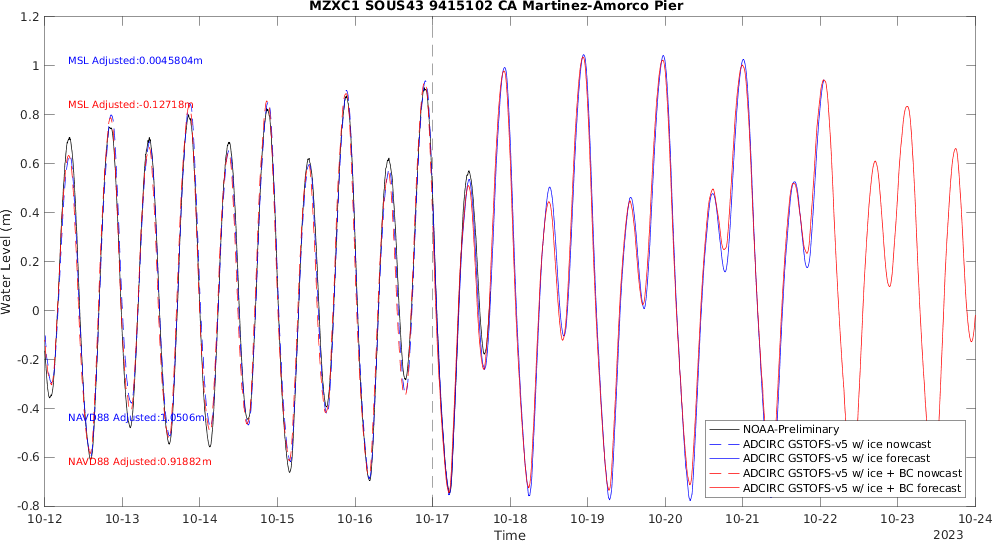 MZXC1 SOUS43 9415102 CA Martinez-Amorco Pier
1.2
1
0.8
0.6
0.4
0.2
0
-0.2
-0.4
-0.6
-0.8
Water Level (m)
MSL Adjusted:0.0045804m
MSL Adjusted:-0.12718m
NAVD88 Adjusted:1.0506m
NAVD88 Adjusted:0.91882m
NOAA-Preliminary
ADCIRC GSTOFS-v5 w/ ice nowcast
ADCIRC GSTOFS-v5 w/ ice forecast
ADCIRC GSTOFS-v5 w/ ice + BC nowcast
ADCIRC GSTOFS-v5 w/ ice + BC forecast
10-12 10-13 10-14 10-15 10-16 10-17 10-18 10-19 10-20 10-21 10-22 10-23 10-24
Time
2023